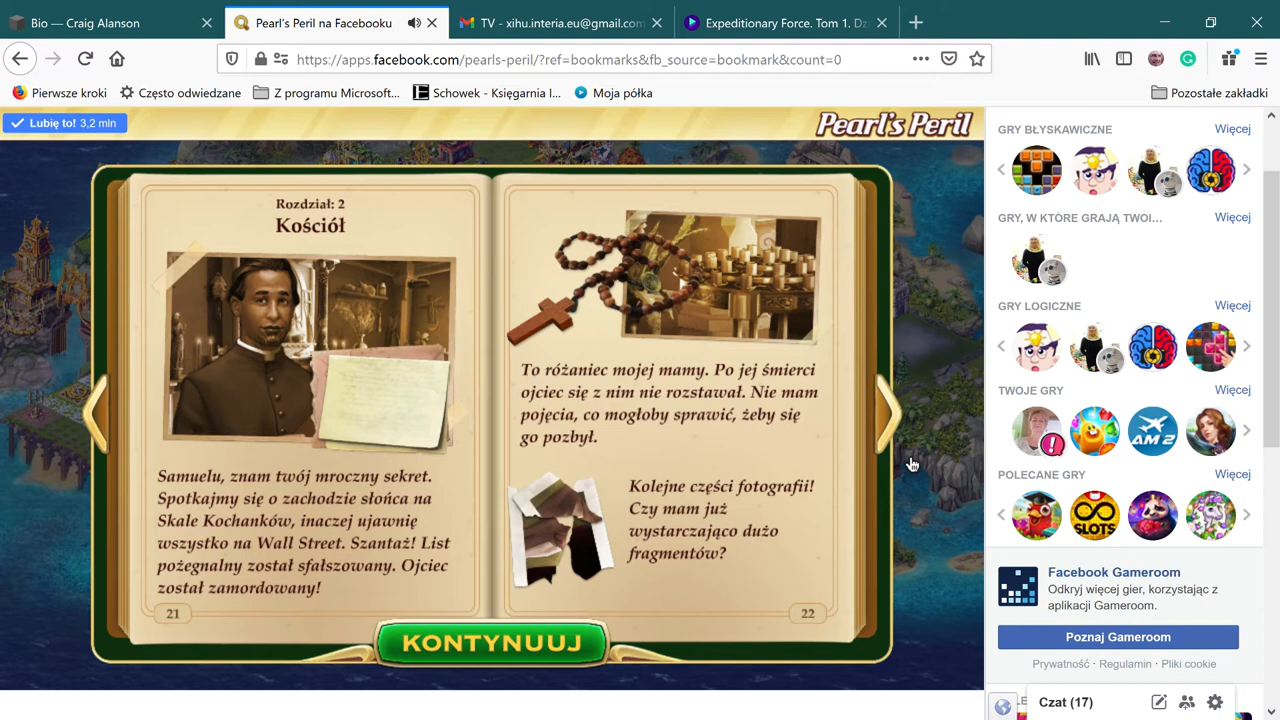 Bio — Craig Alanson
Pearl's Peril na Facebooku
TV - xihu.interia.eu@gmail.com
Expeditionary Force. Tom 1. Dz
https://apps.facebook.com/pearls-peril/?ref=bookmarks&fb_source=bookmark&count=0
Pierwsze kroki
Często odwiedzane
Z programu Microsoft...
Schowek - Księgarnia I...
Moja półka
Pozostałe zakładki
Lubię to! 3,2 mln
Pearl's Peril
Rozdział: 2
Kościół
Samuelu, znam twój mroczny sekret.
Spotkajmy się o zachodzie słońca na
Skale Kochanków, inaczej ujawnię
wszystko na Wall Street. Szantaż! List
pożegnalny został sfałszowany. Ojciec
został zamordowany!
21
To różaniec mojej mamy. Po jej śmierci
ojciec się z nim nie rozstawał. Nie mam
pojęcia, co mogłoby sprawić, żeby się
go pozbył.
Kolejne części fotografii!
Czy mam już
wystarczająco dużo
fragmentów?
22
KONTYNUUJ
GRY BŁYSKAWICZNE
Więcej
GRY, W KTÓRE GRAJĄ TWOI...
Więcej
GRY LOGICZNE
Więcej
TWOJE GRY
Więcej
AM 2
POLECANE GRY
Więcej
SLOTS
Facebook Gameroom
Odkryj więcej gier, korzystając z
aplikacji Gameroom.
Poznaj Gameroom
Prywatność · Regulamin · Pliki cookie
Czat (17)